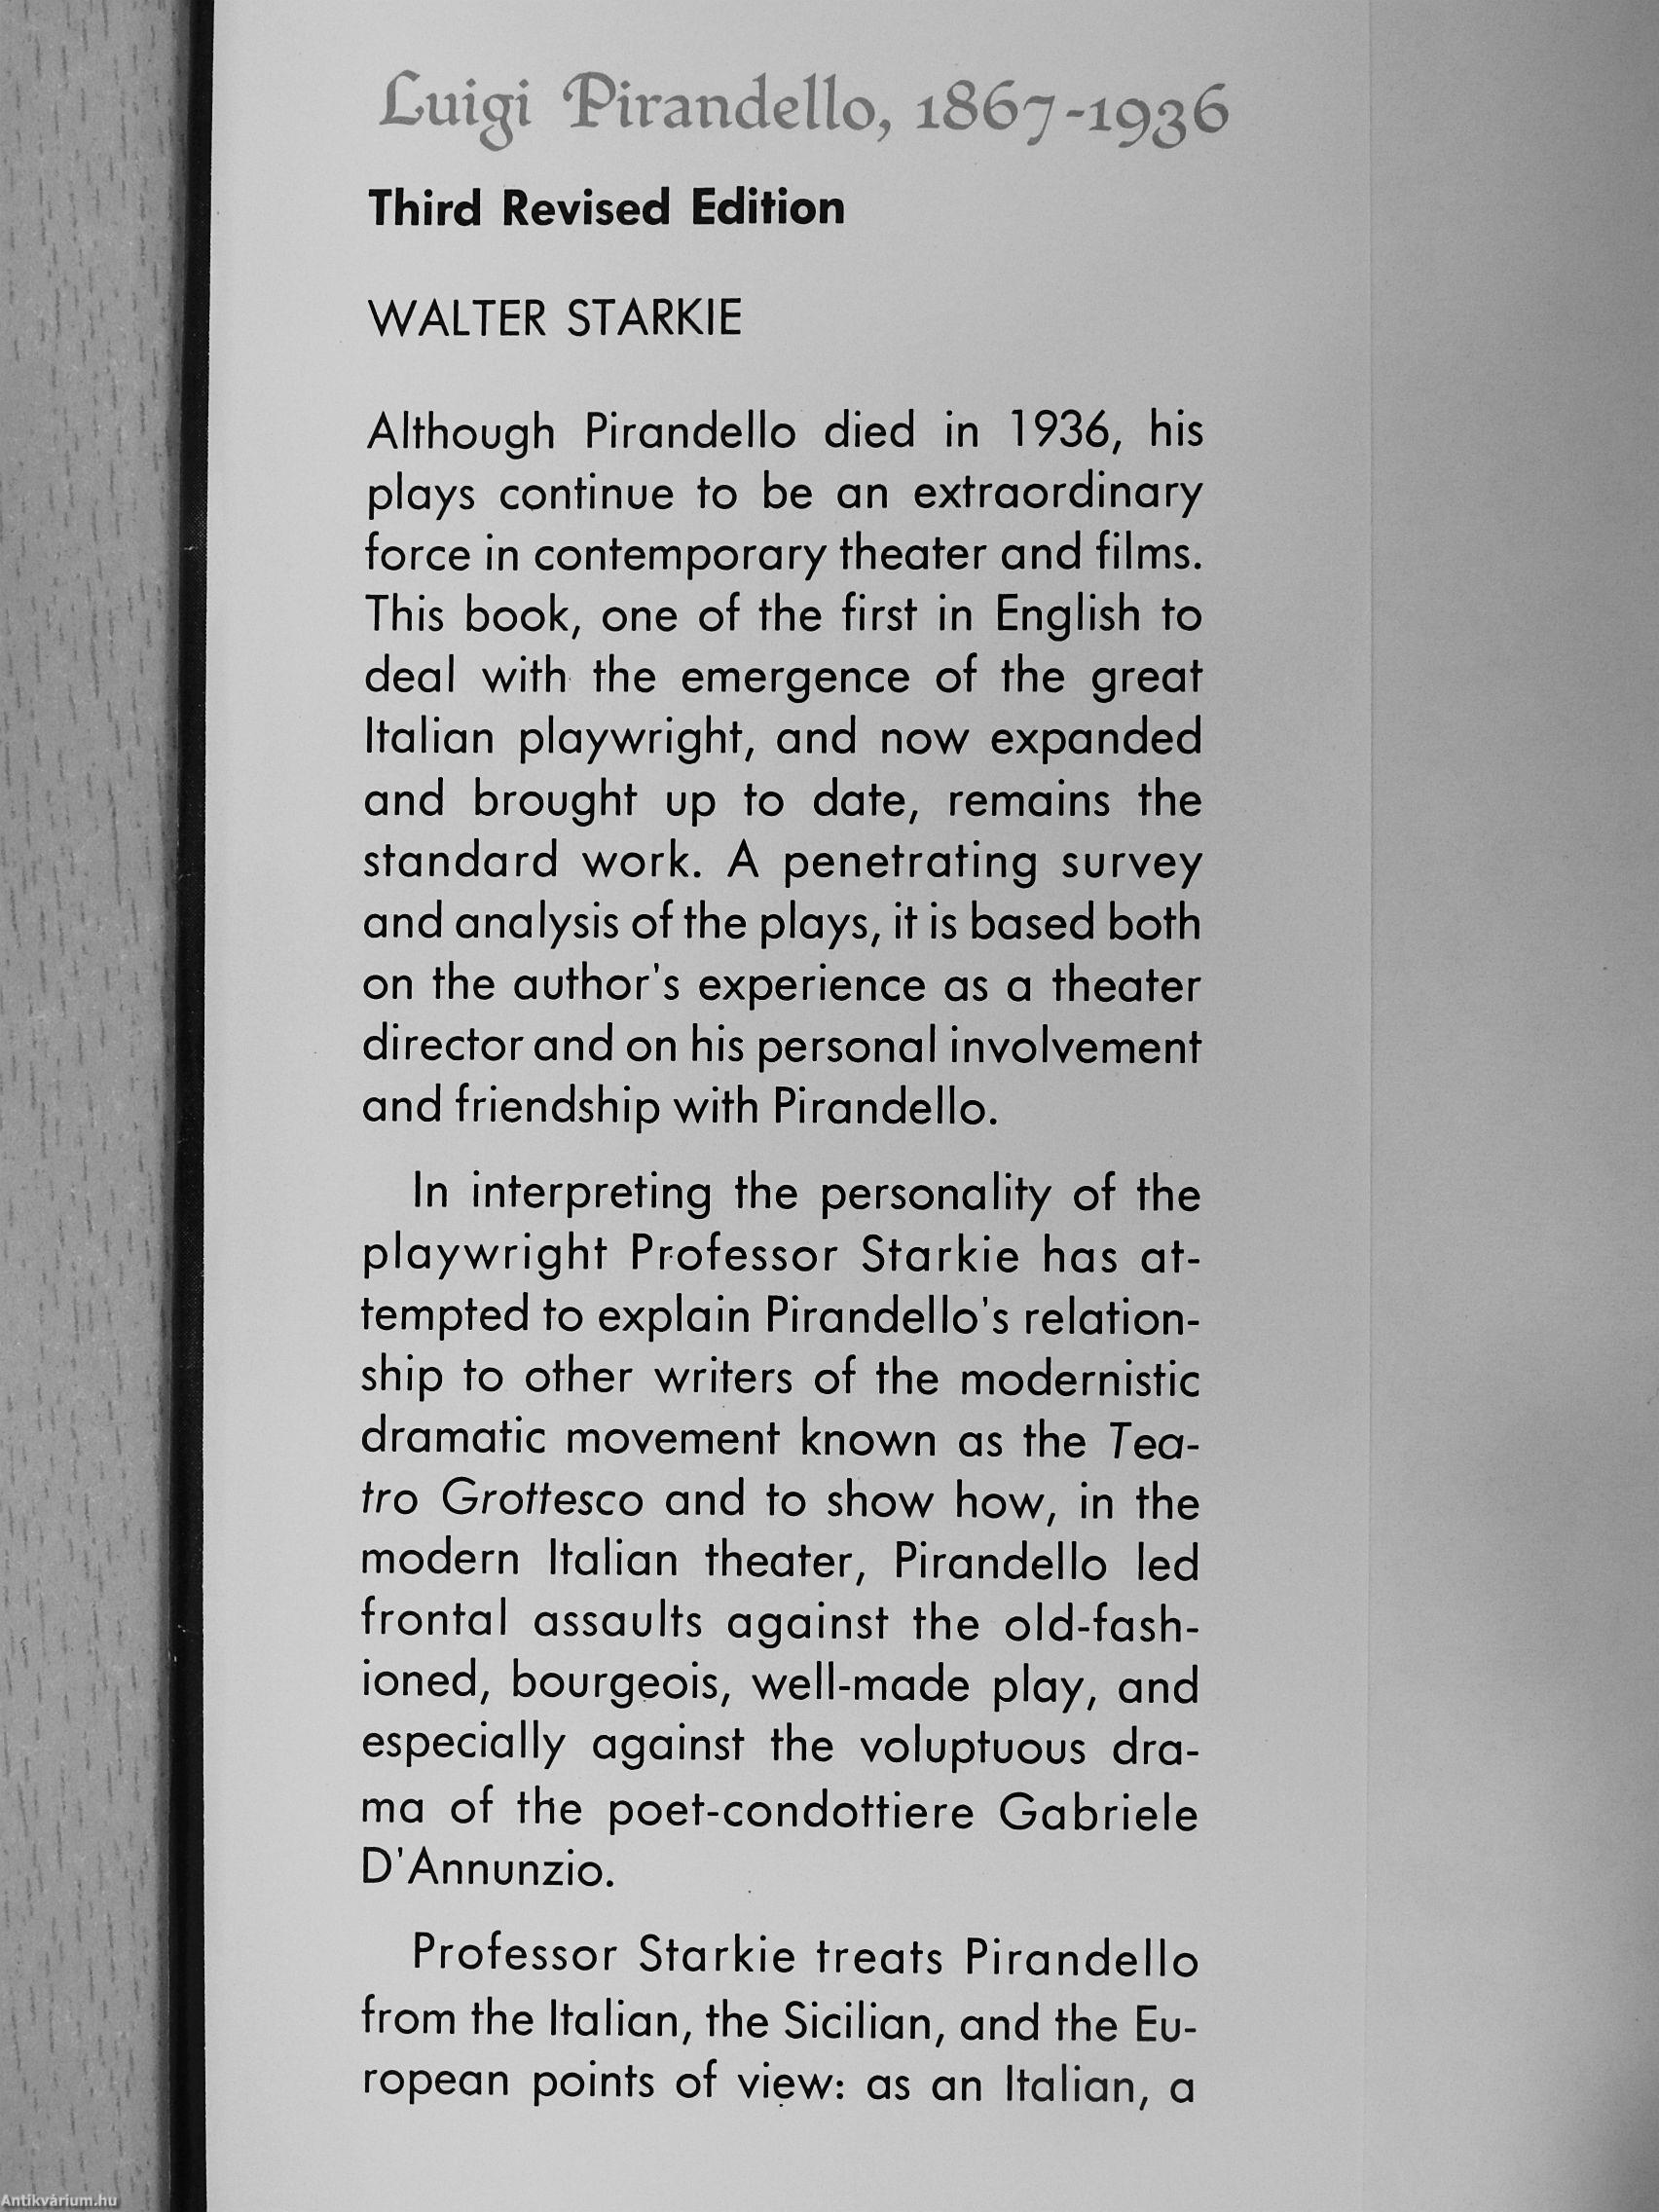 Luigi Pirandello, 1867-1936
Third Revised Edition
WALTER STARKIE
Although Pirandello died in 1936, his
plays continue to be an extraordinary
force in contemporary theater and films.
This book, one of the first in English to
deal with the emergence of the great
Italian playwright, and now expanded
and brought up to date, remains the
standard work. A penetrating survey
and analysis of the plays, it is based both
on the author's experience as a theater
director and on his personal involvement
and friendship with Pirandello.
In interpreting the personality of the
playwright Professor Starkie has at-
tempted to explain Pirandello's relation-
ship to other writers of the modernistic
dramatic movement known as the Tea-
tro Grottesco and to show how, in the
modern Italian theater, Pirandello led
frontal assaults against the old-fash-
ioned, bourgeois, well-made play, and
especially against the voluptuous dra-
ma of the poet-condottiere Gabriele
D'Annunzio.
Professor Starkie treats Pirandello
from the Italian, the Sicilian, and the Eu-
ropean points of view: as an Italian, a
Antikvárium.hu